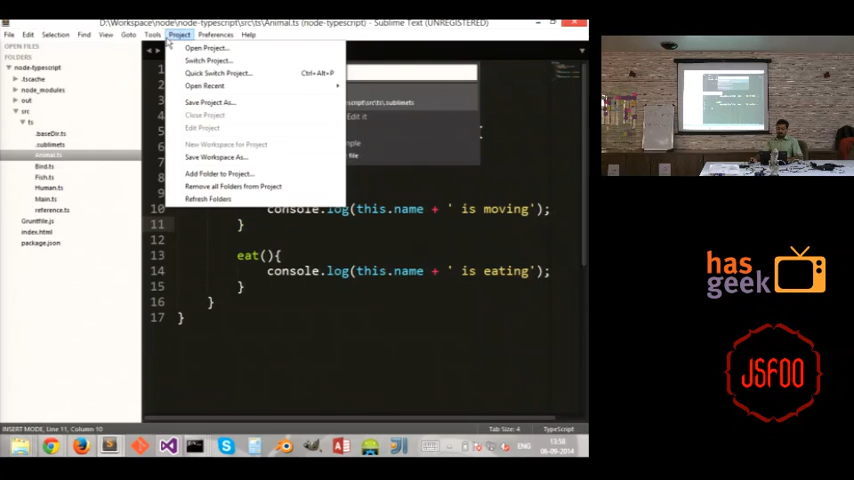 D:\Workspace\node-typescript\src\ts\Animal.ts (node-typescript) - Sublime Text (UNREGISTERED)
File Edit Selection Find View Goto Tools Project Preferences Help
OPEN FILES
FOLDERS
node-typescript
.tscache
node_modules
out
src
ts
.baseDir.ts
.sublimets
Animal.ts
Bird.ts
Fish.ts
Human.ts
Main.ts
reference.ts
Gruntfile.js
index.html
package.json
Open Project...
Switch Project...
Quick Switch Project... Ctrl+Alt+P
Open Recent
Save Project As...
Close Project
Edit Project
New Workspace for Project
Save Workspace As...
Add Folder to Project...
Remove all Folders from Project
Refresh Folders
script\src\ts\.sublimets
Edit it
file
1
2
3
4
5
6
7
8
9
10 console.log(this.name + ' is moving');
11 }
12
13 eat(){
14 console.log(this.name + ' is eating');
15 }
16 }
17 }
INSERT MODE, Line 11, Column 10 Tab Size: 4 TypeScript
ENG
13:58
06-09-2014
has
geek
JSFOO